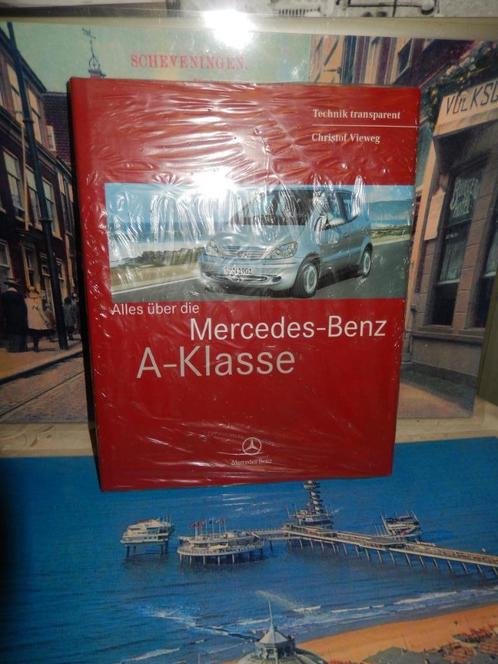 SCHEVENINGEN.
Technik transparent
Christof Vieweg
Alles über die
Mercedes-Benz
A-Klasse
Mercedes-Benz